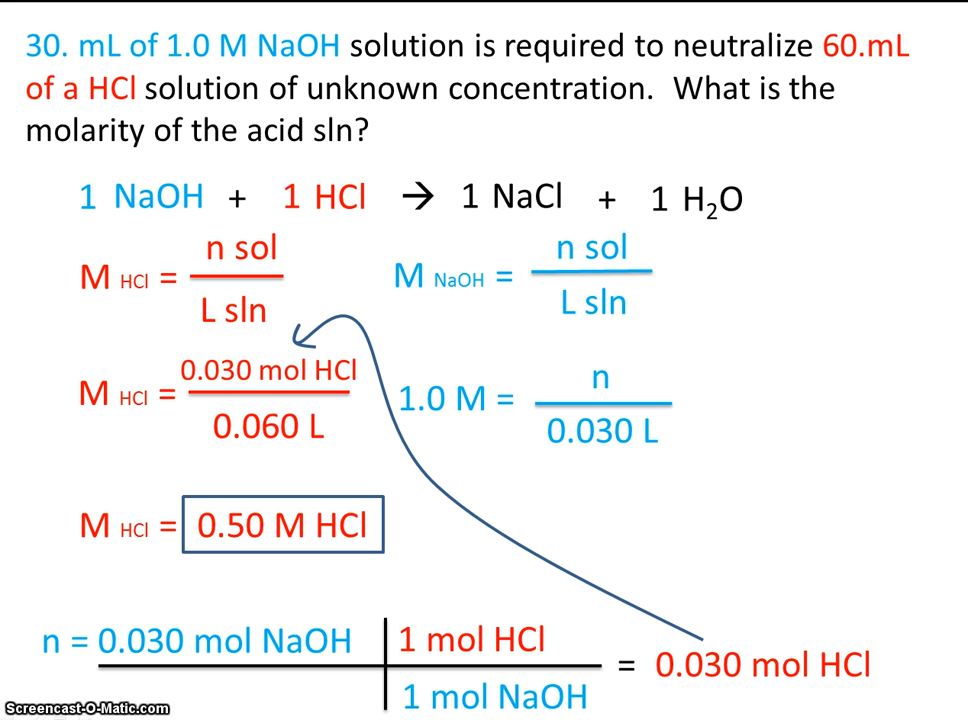 30. mL of 1.0 M NaOH solution is required to neutralize 60.mL
of a HCl solution of unknown concentration. What is the
molarity of the acid sln?
1 NaOH + 1 HCl → 1 NaCl + 1 H₂O
n sol
M HCl =
L sln
n sol
M NaOH =
L sln
0.030 mol HCl
M HCl =
0.060 L
n
1.0 M =
0.030 L
M HCl = 0.50 M HCl
n = 0.030 mol NaOH 1 mol HCl
= 0.030 mol HCl
1 mol NaOH
Screencast-O-Matic.com